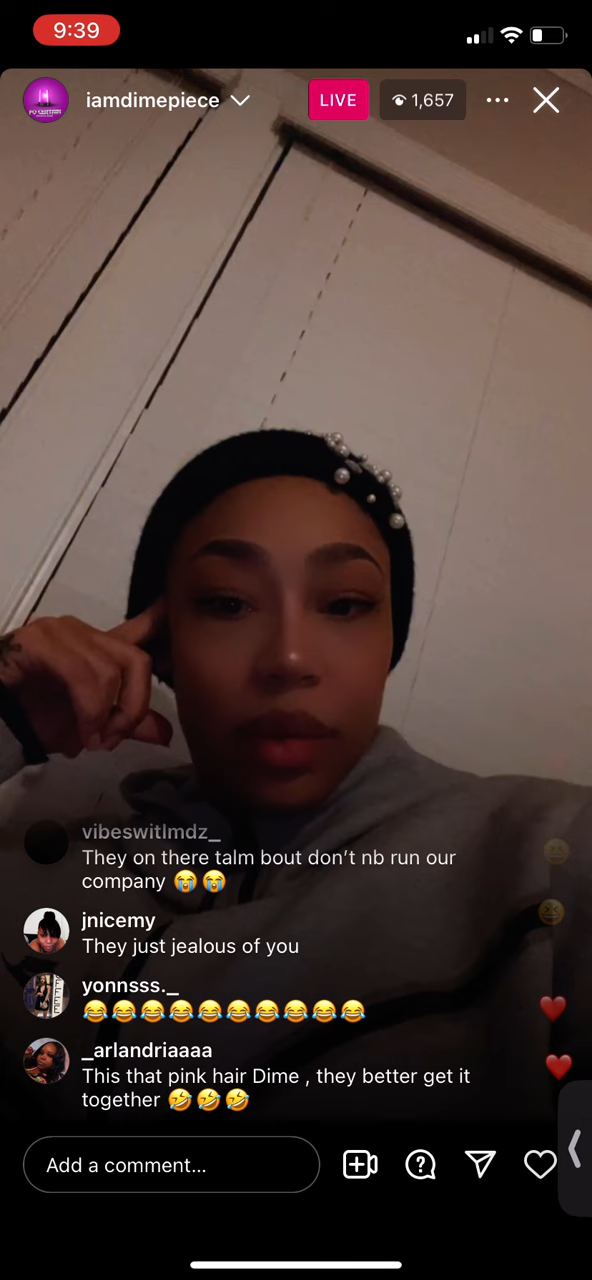 9:39
iamdimepiece
LIVE
1,657
vibeswitlmdz_
They on there talm bout don't nb run our
company 😭😭
jnicemy
They just jealous of you
yonnsss._
😂😂😂😂😂😂😂😂😂😂
_arlandriaaaa
This that pink hair Dime , they better get it
together 🤣🤣🤣
Add a comment...